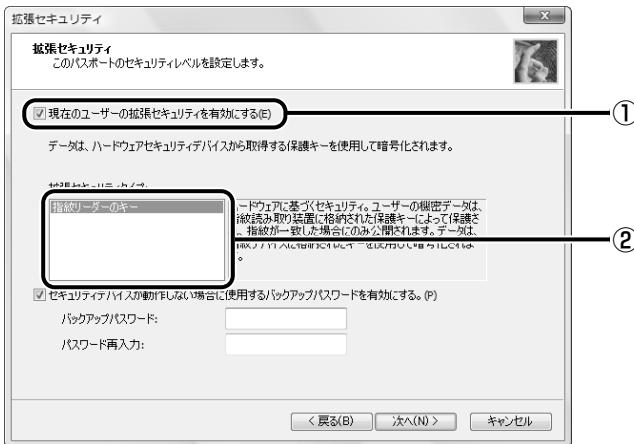 拡張セキュリティ
拡張セキュリティ
このパスポートのセキュリティレベルを設定します。
現在のユーザーの拡張セキュリティを有効にする(E)
①
データは、ハードウェアセキュリティデバイスから取得する保護キーを使用して暗号化されます。
拡張セキュリティタイプ:
指紋リーダーのキー
ードウェアに基づくセキュリティ。ユーザーの機密データは、
紋読み取り装置に格納された保護キーによって保護さ
、指紋が一致した場合にのみ公開されます。データは、
②
セキュリティデバイスが動作しない場合に使用するバックアップパスワードを有効にする。(P)
バックアップパスワード:
パスワード再入力:
< 戻る(B)
次へ(N) >
キャンセル